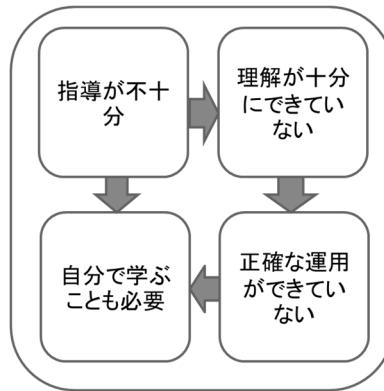 指導が不十
分
理解が十分
にできてい
ない
自分で学ぶ
ことも必要
正確な運用
ができてい
ない